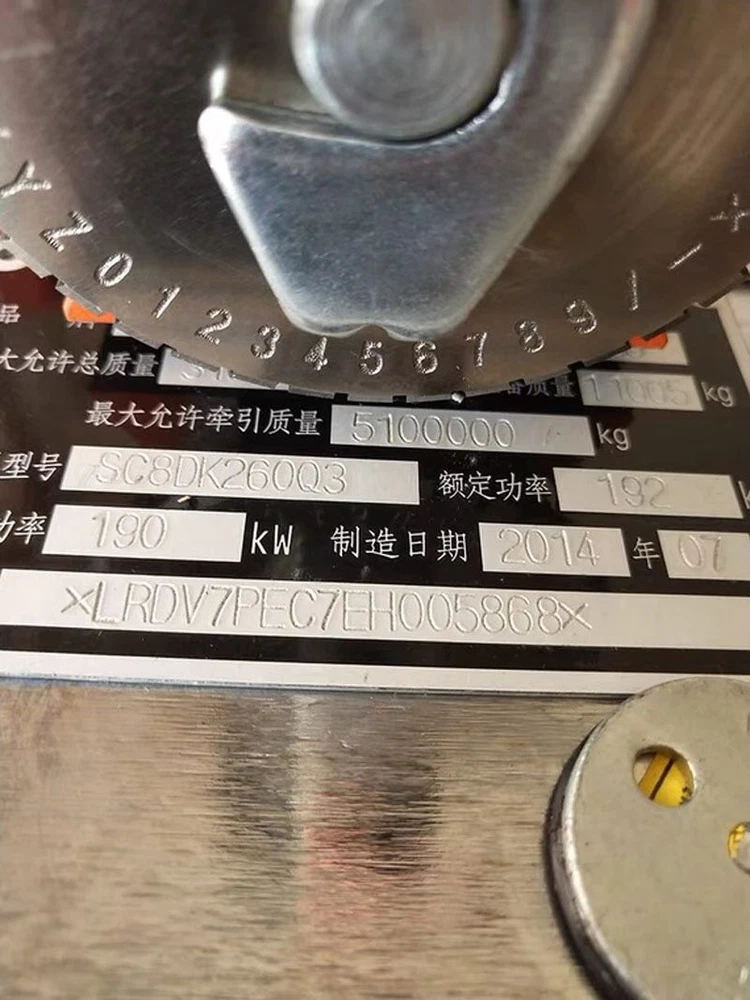 YZ0123456789/-+
大允许总质量
备质量 11005 kg
最大允许牵引质量 5100000 kg
型号 SC8DK260Q3 额定功率 192
功率 190 kW 制造日期 2014 年 07
×LRDV7PEC7EH005868×